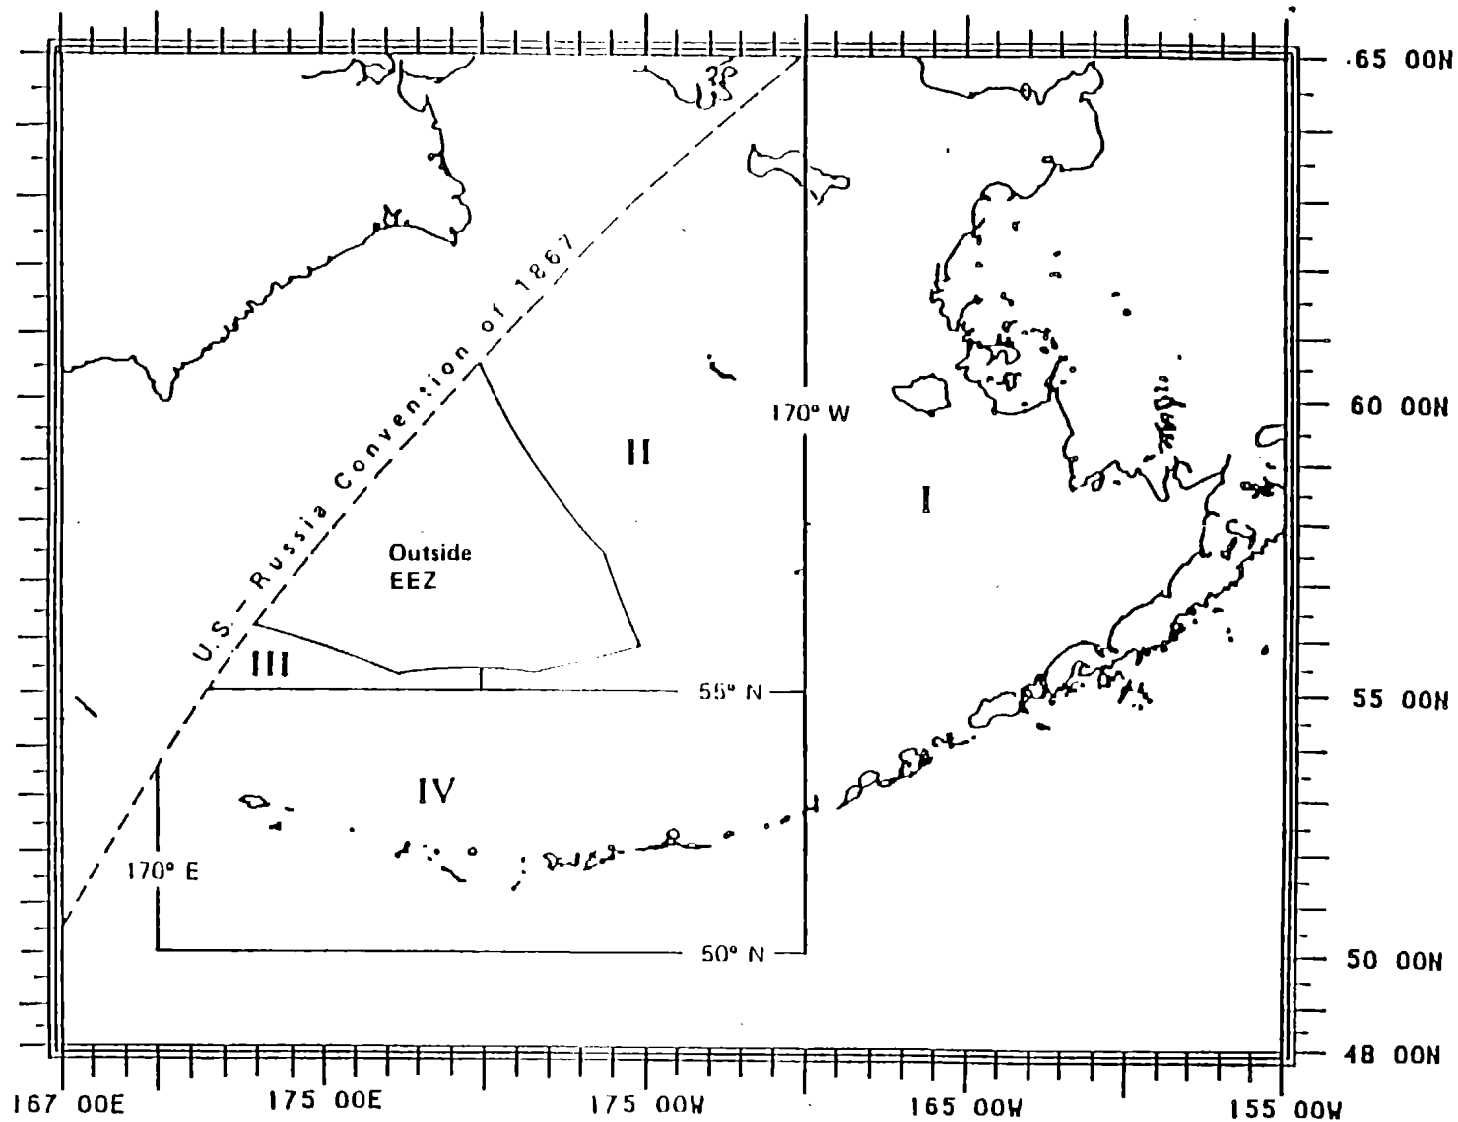 65 00N
U.S. - Russia Convention of 1867
170° W
60 00N
II
I
Outside
EEZ
III
55° N
55 00N
IV
170° E
50° N
50 00N
48 00N
167 00E
175 00E
175 00W
165 00W
155 00W